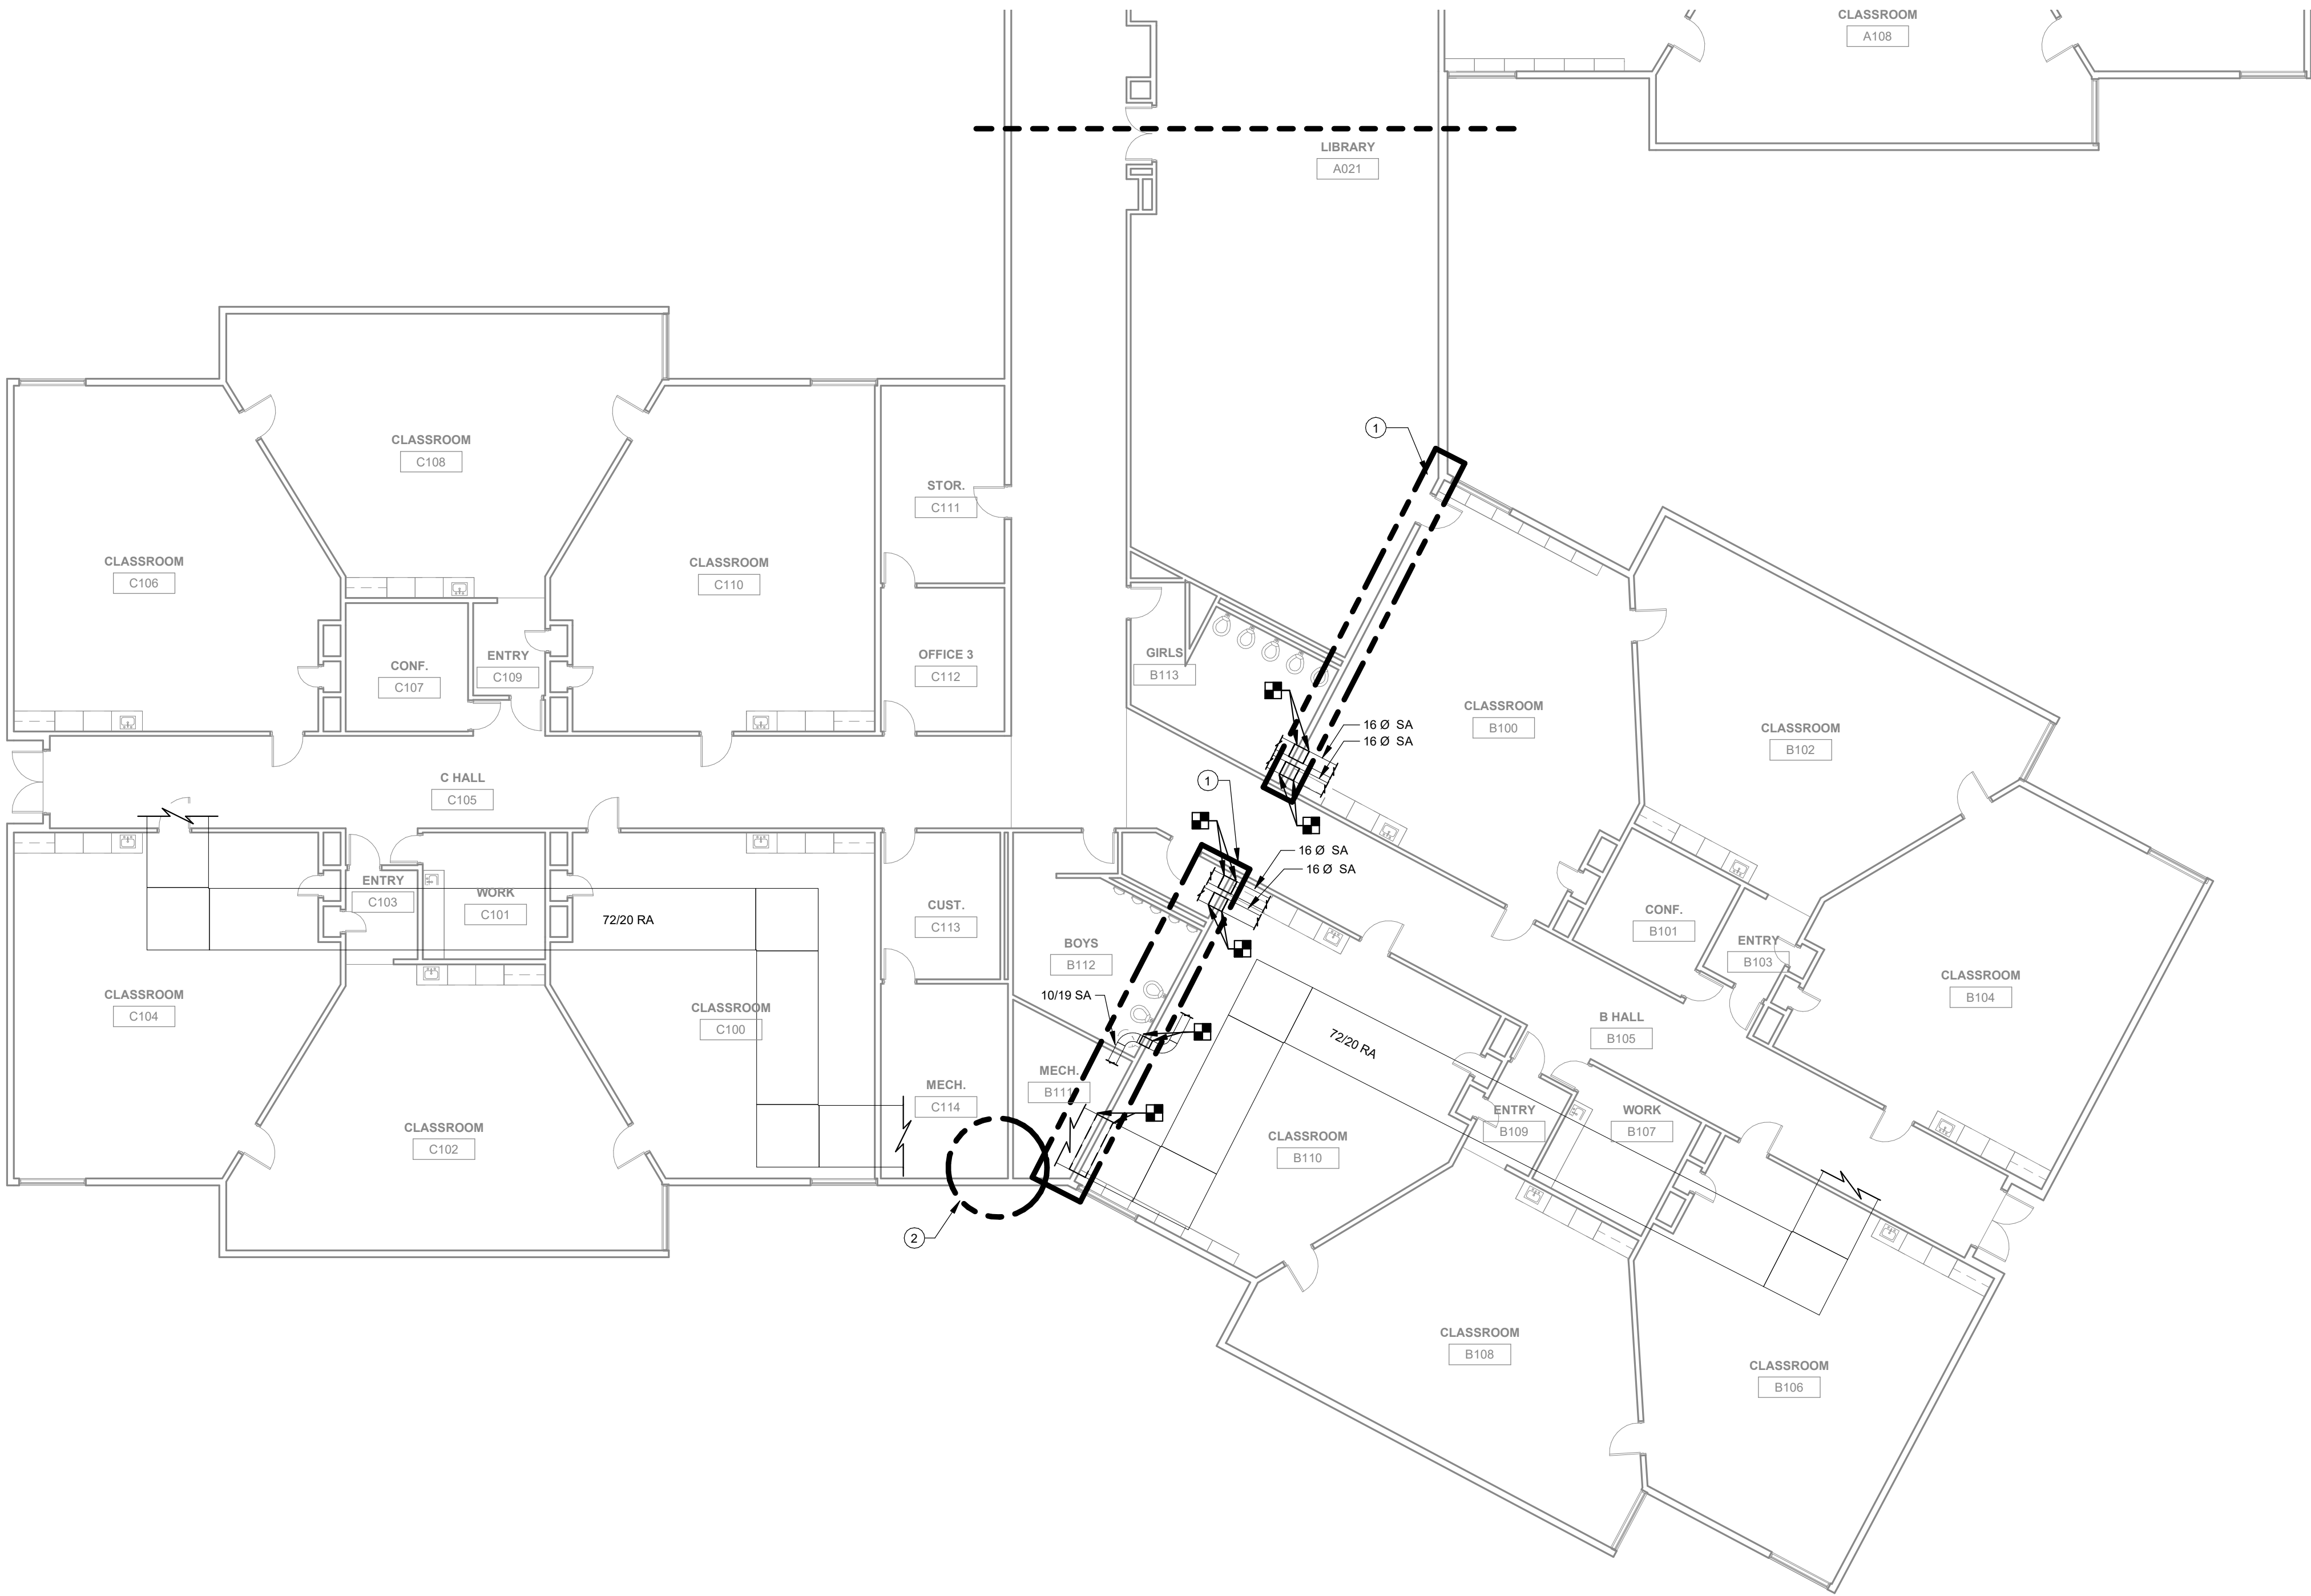 CLASSROOM
A108
LIBRARY
A021
1
CLASSROOM
C108
STOR.
C111
CLASSROOM
C106
CLASSROOM
C110
CONF.
C107
ENTRY
C109
OFFICE 3
C112
GIRLS
B113
CLASSROOM
B100
CLASSROOM
B102
16 Ø SA
16 Ø SA
C HALL
C105
1
16 Ø SA
16 Ø SA
ENTRY
C103
WORK
C101
72/20 RA
CUST.
C113
BOYS
B112
CONF.
B101
ENTRY
B103
CLASSROOM
C104
CLASSROOM
C100
10/19 SA
CLASSROOM
B104
B HALL
B105
72/20 RA
MECH.
C114
MECH.
B111
CLASSROOM
C102
CLASSROOM
B110
ENTRY
B109
WORK
B107
2
CLASSROOM
B108
CLASSROOM
B106